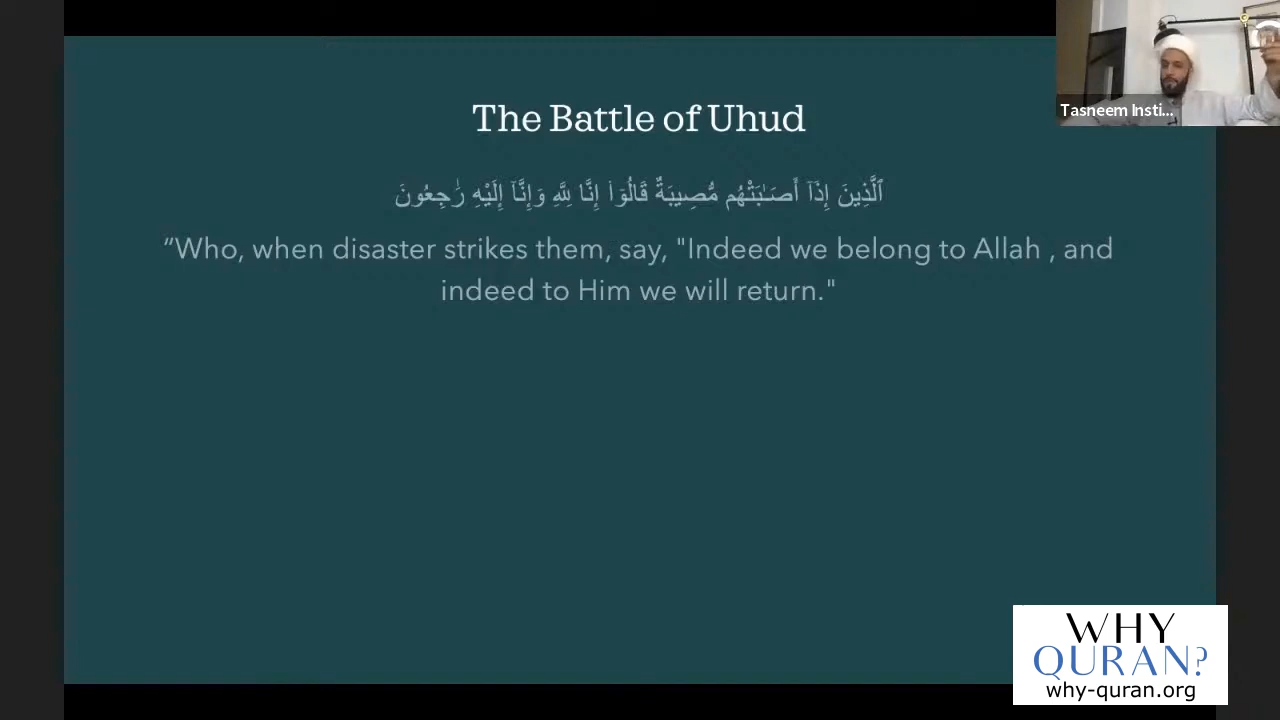 The Battle of Uhud
Tasneem Insti...
ٱلَّذِينَ إِذَآ أَصَـٰبَتْهُم مُّصِيبَةٌ قَالُوٓا۟ إِنَّا لِلَّهِ وَإِنَّآ إِلَيْهِ رَٰجِعُونَ
“Who, when disaster strikes them, say, "Indeed we belong to Allah , and
indeed to Him we will return."
WHY
QURAN?
why-quran.org